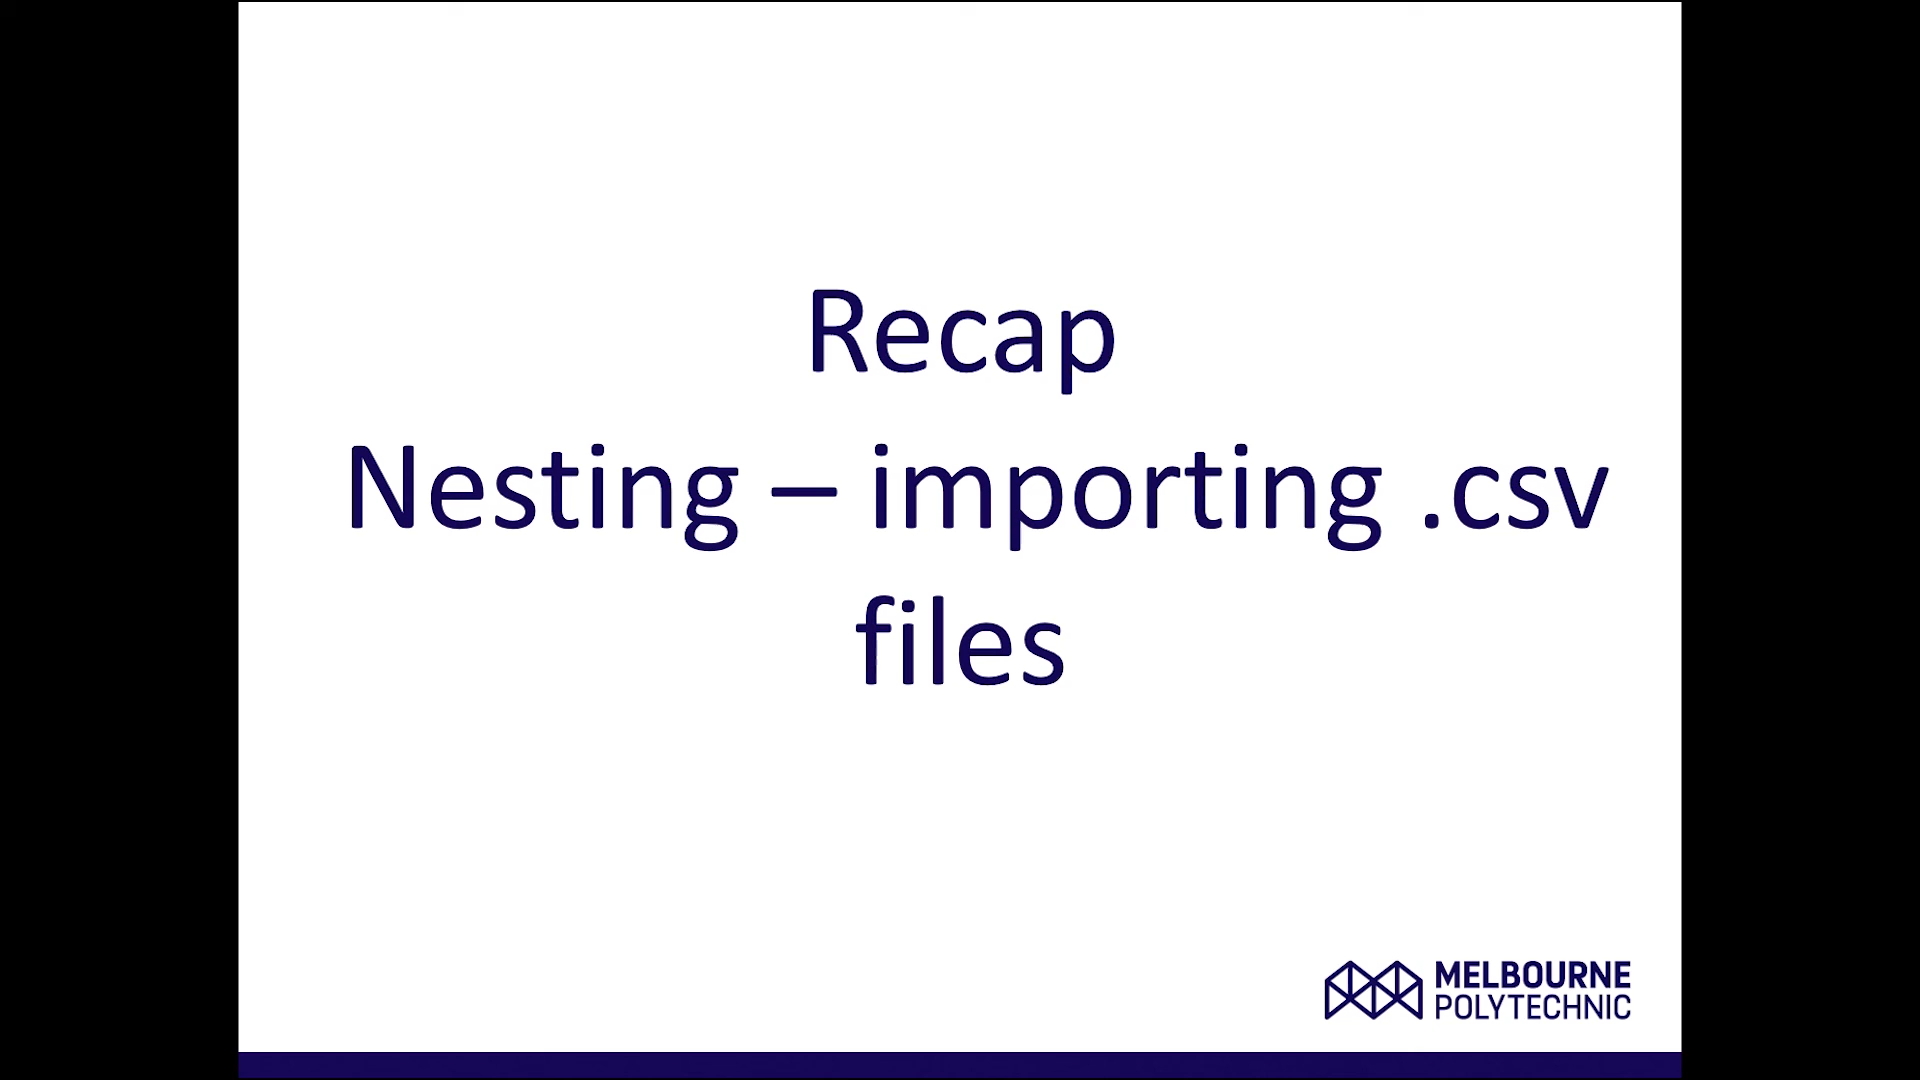 Recap
Nesting – importing .csv
files
MELBOURNE
POLYTECHNIC